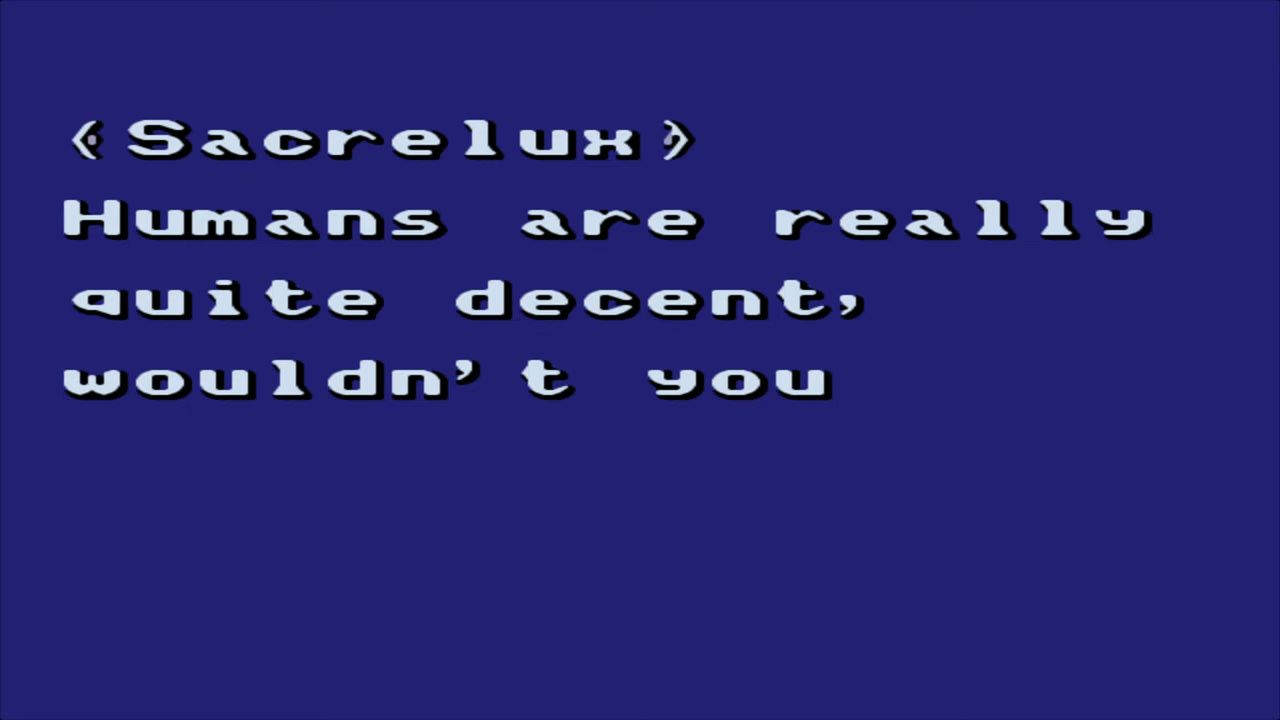 《Sacrelux》
Humans are really
quite decent,
wouldn't you